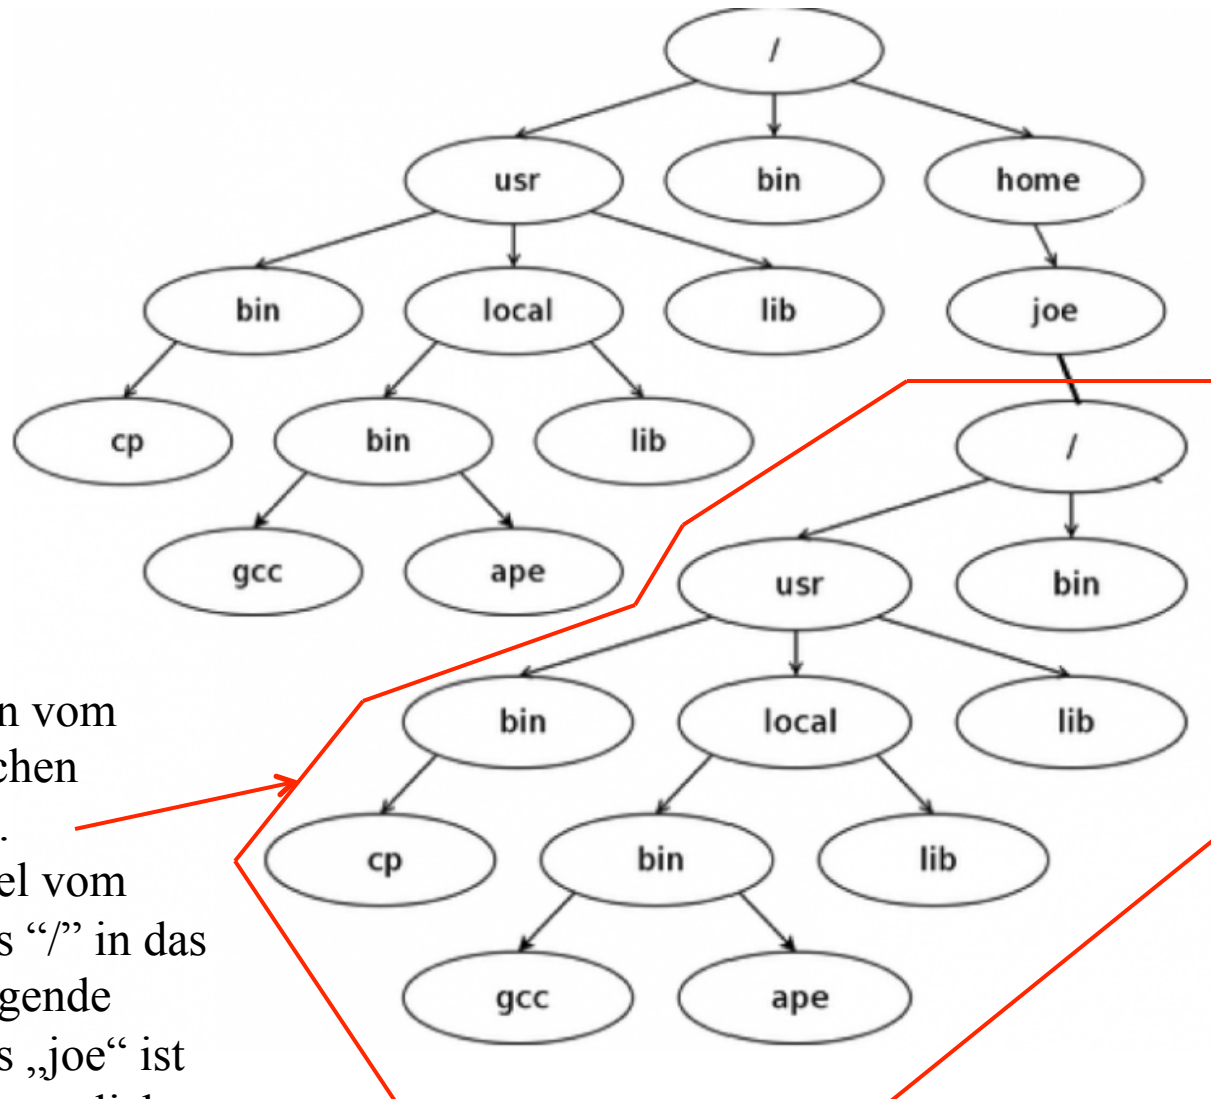 /
usr bin home
bin local lib joe
cp bin lib /
gcc ape usr bin
n vom
bin local lib
chen
.
cp bin lib
el vom
s “/” in das
gende
gcc ape
s „joe“ ist